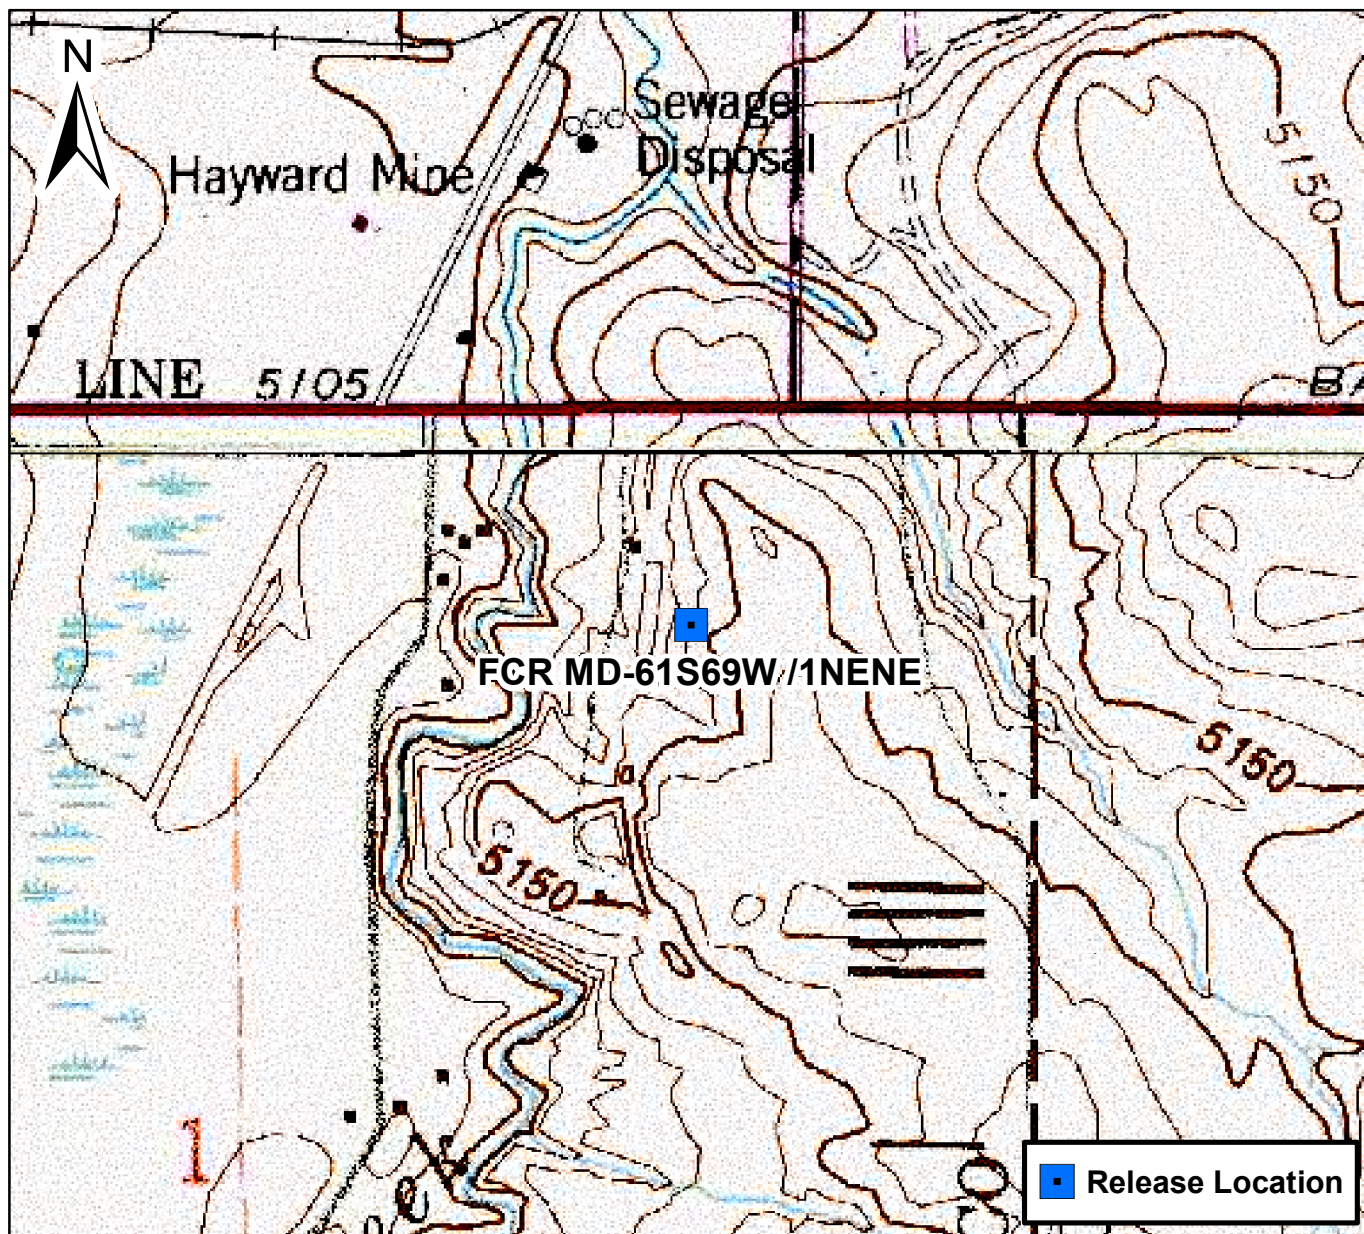 N
Sewage
Disposal
Hayward Mine
5150
LINE 5105
BA
FCR MD-61S69W /1NENE
5150
5150
1
Release Location